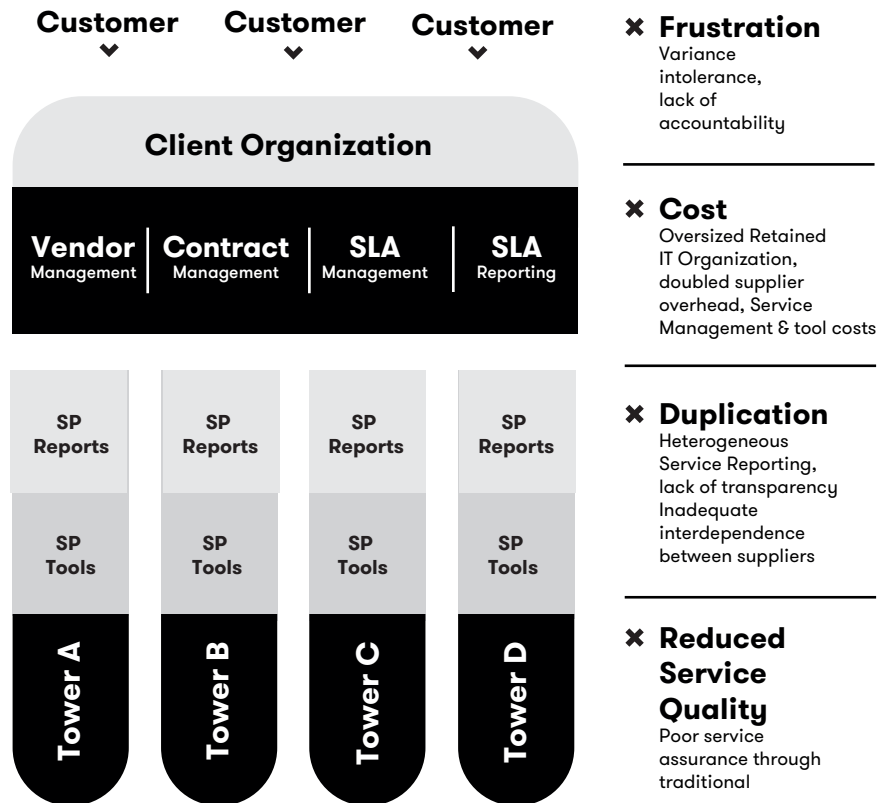 Customer Customer Customer
Client Organization
Vendor Contract SLA SLA
Management Management Management Reporting
SP SP SP SP
Reports Reports Reports Reports
SP SP SP SP
Tools Tools Tools Tools
Tower A Tower B Tower C Tower D
Frustration
Variance
intolerance,
lack of
accountability
Cost
Oversized Retained
IT Organization,
doubled supplier
overhead, Service
Management & tool costs
Duplication
Heterogeneous
Service Reporting,
lack of transparency
Inadequate
interdependence
between suppliers
Reduced
Service
Quality
Poor service
assurance through
traditional